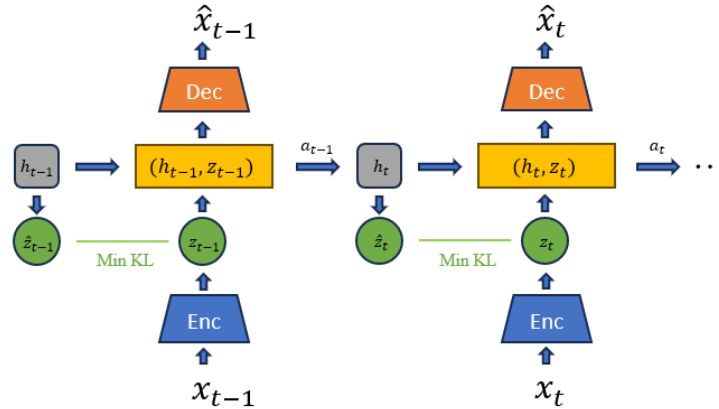 x̂ₜ₋₁ x̂ₜ
Dec Dec
hₜ₋₁ (hₜ₋₁, zₜ₋₁) aₜ₋₁ hₜ (hₜ, zₜ) aₜ ..
ẑₜ₋₁ Min KL zₜ₋₁ ẑₜ Min KL zₜ
Enc Enc
xₜ₋₁ xₜ